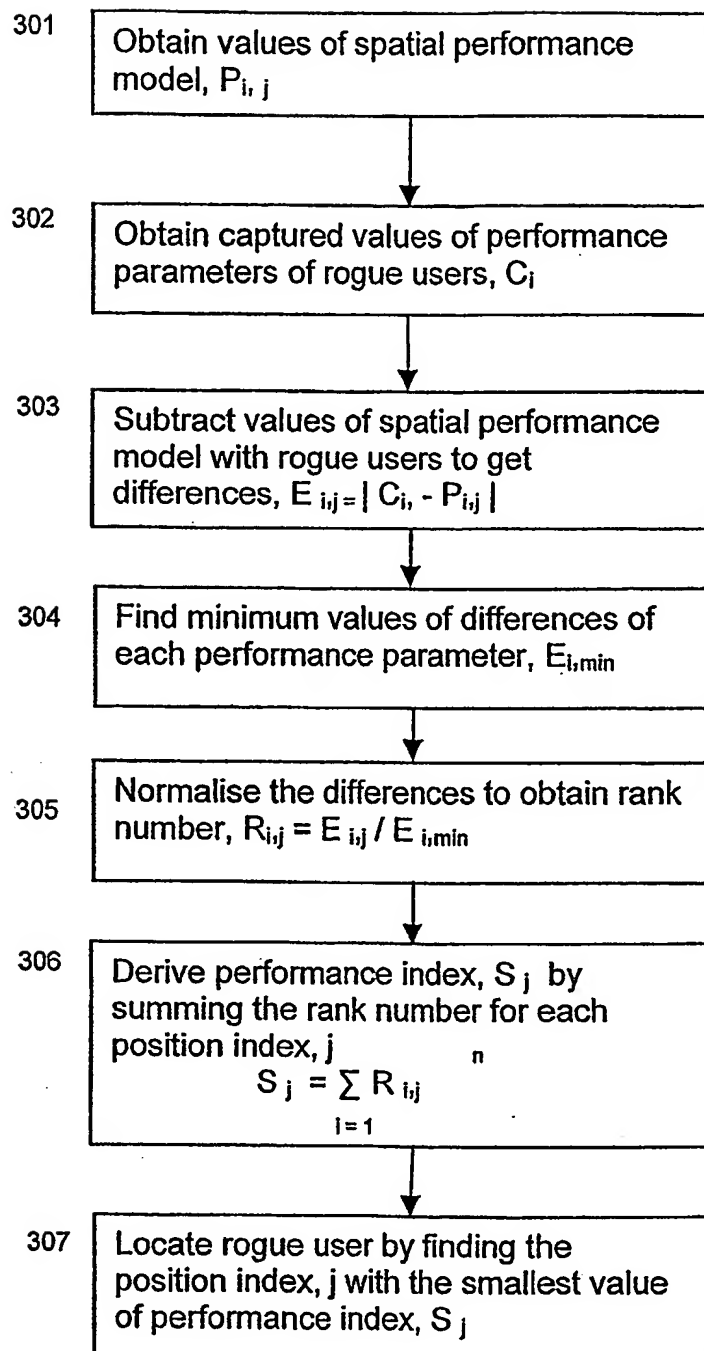 301
Obtain values of spatial performance
model, Pi, j
302
Obtain captured values of performance
parameters of rogue users, Ci
303
Subtract values of spatial performance
model with rogue users to get
differences, E i,j= | Ci, - Pi,j |
304
Find minimum values of differences of
each performance parameter, Ei,min
305
Normalise the differences to obtain rank
number, Ri,j = E i,j / E i,min
306
Derive performance index, S j by
summing the rank number for each
position index, j
n
S j = ∑ R i,j
i = 1
307
Locate rogue user by finding the
position index, j with the smallest value
of performance index, S j